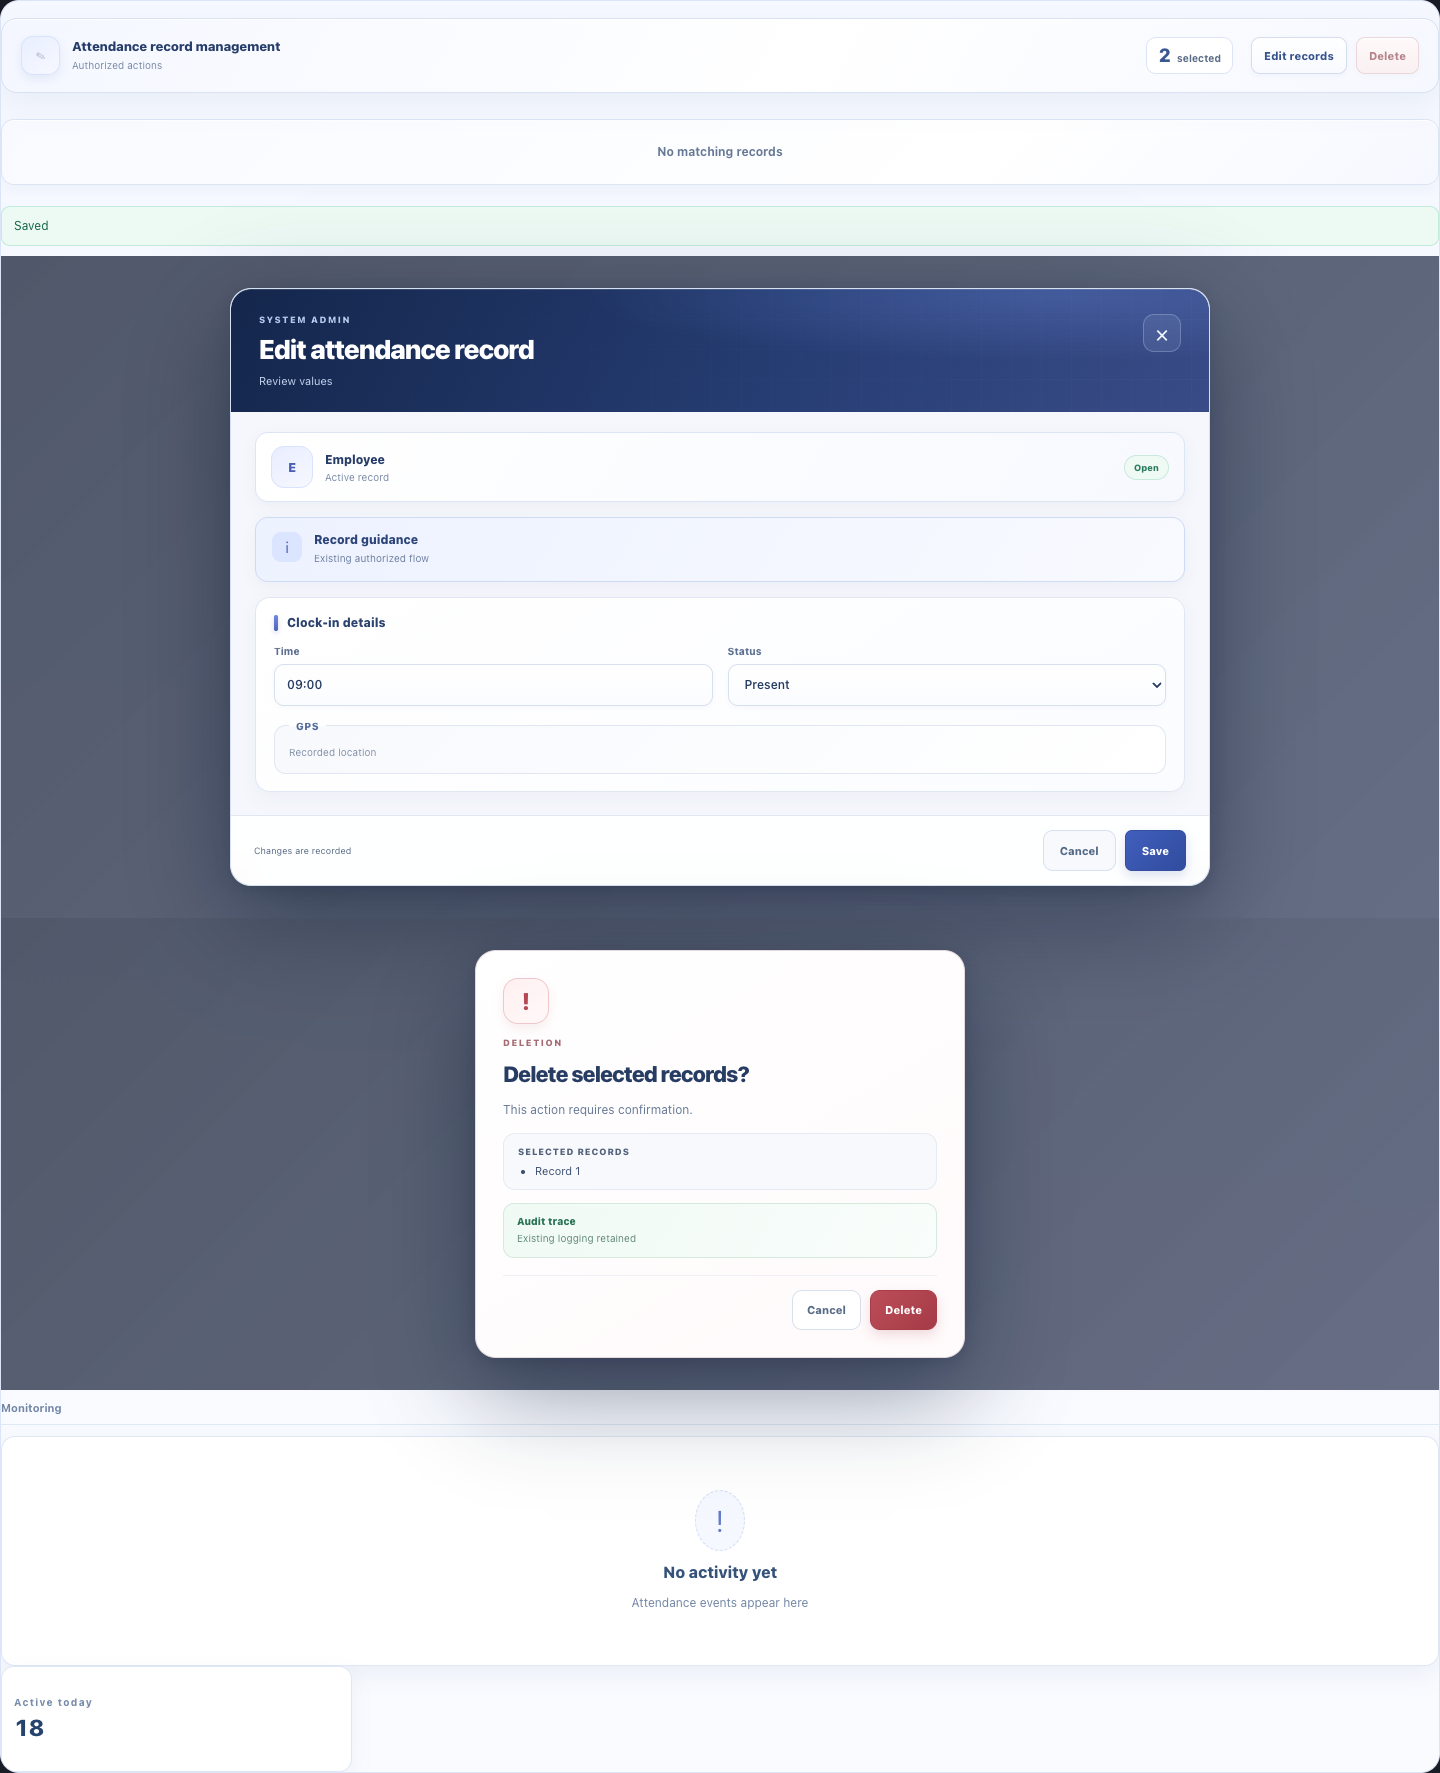 Attendance record management
Authorized actions
2 selected
Edit records
Delete
No matching records
Saved
SYSTEM ADMIN
Edit attendance record
Review values
×
E
Employee
Active record
Open
i
Record guidance
Existing authorized flow
Clock-in details
Time
Status
09:00
Present
GPS
Recorded location
Changes are recorded
Cancel
Save
!
DELETION
Delete selected records?
This action requires confirmation.
SELECTED RECORDS
• Record 1
Audit trace
Existing logging retained
Cancel
Delete
Monitoring
!
No activity yet
Attendance events appear here
Active today
18